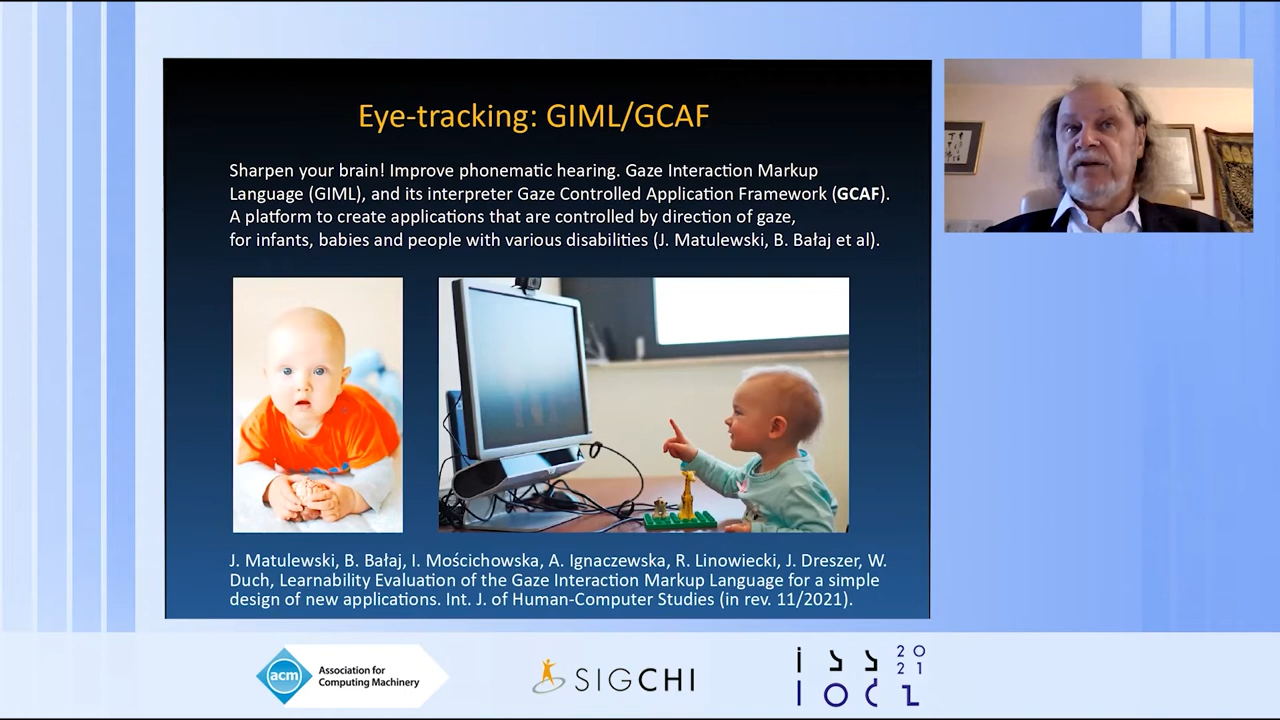 Eye-tracking: GIML/GCAF
Sharpen your brain! Improve phonematic hearing. Gaze Interaction Markup
Language (GIML), and its interpreter Gaze Controlled Application Framework (GCAF).
A platform to create applications that are controlled by direction of gaze,
for infants, babies and people with various disabilities (J. Matulewski, B. Bałaj et al).
J. Matulewski, B. Bałaj, I. Mościchowska, A. Ignaczewska, R. Linowiecki, J. Dreszer, W.
Duch, Learnability Evaluation of the Gaze Interaction Markup Language for a simple
design of new applications. Int. J. of Human-Computer Studies (in rev. 11/2021).
acm
Association for
Computing Machinery
SIGCHI
iss 2021
łódź